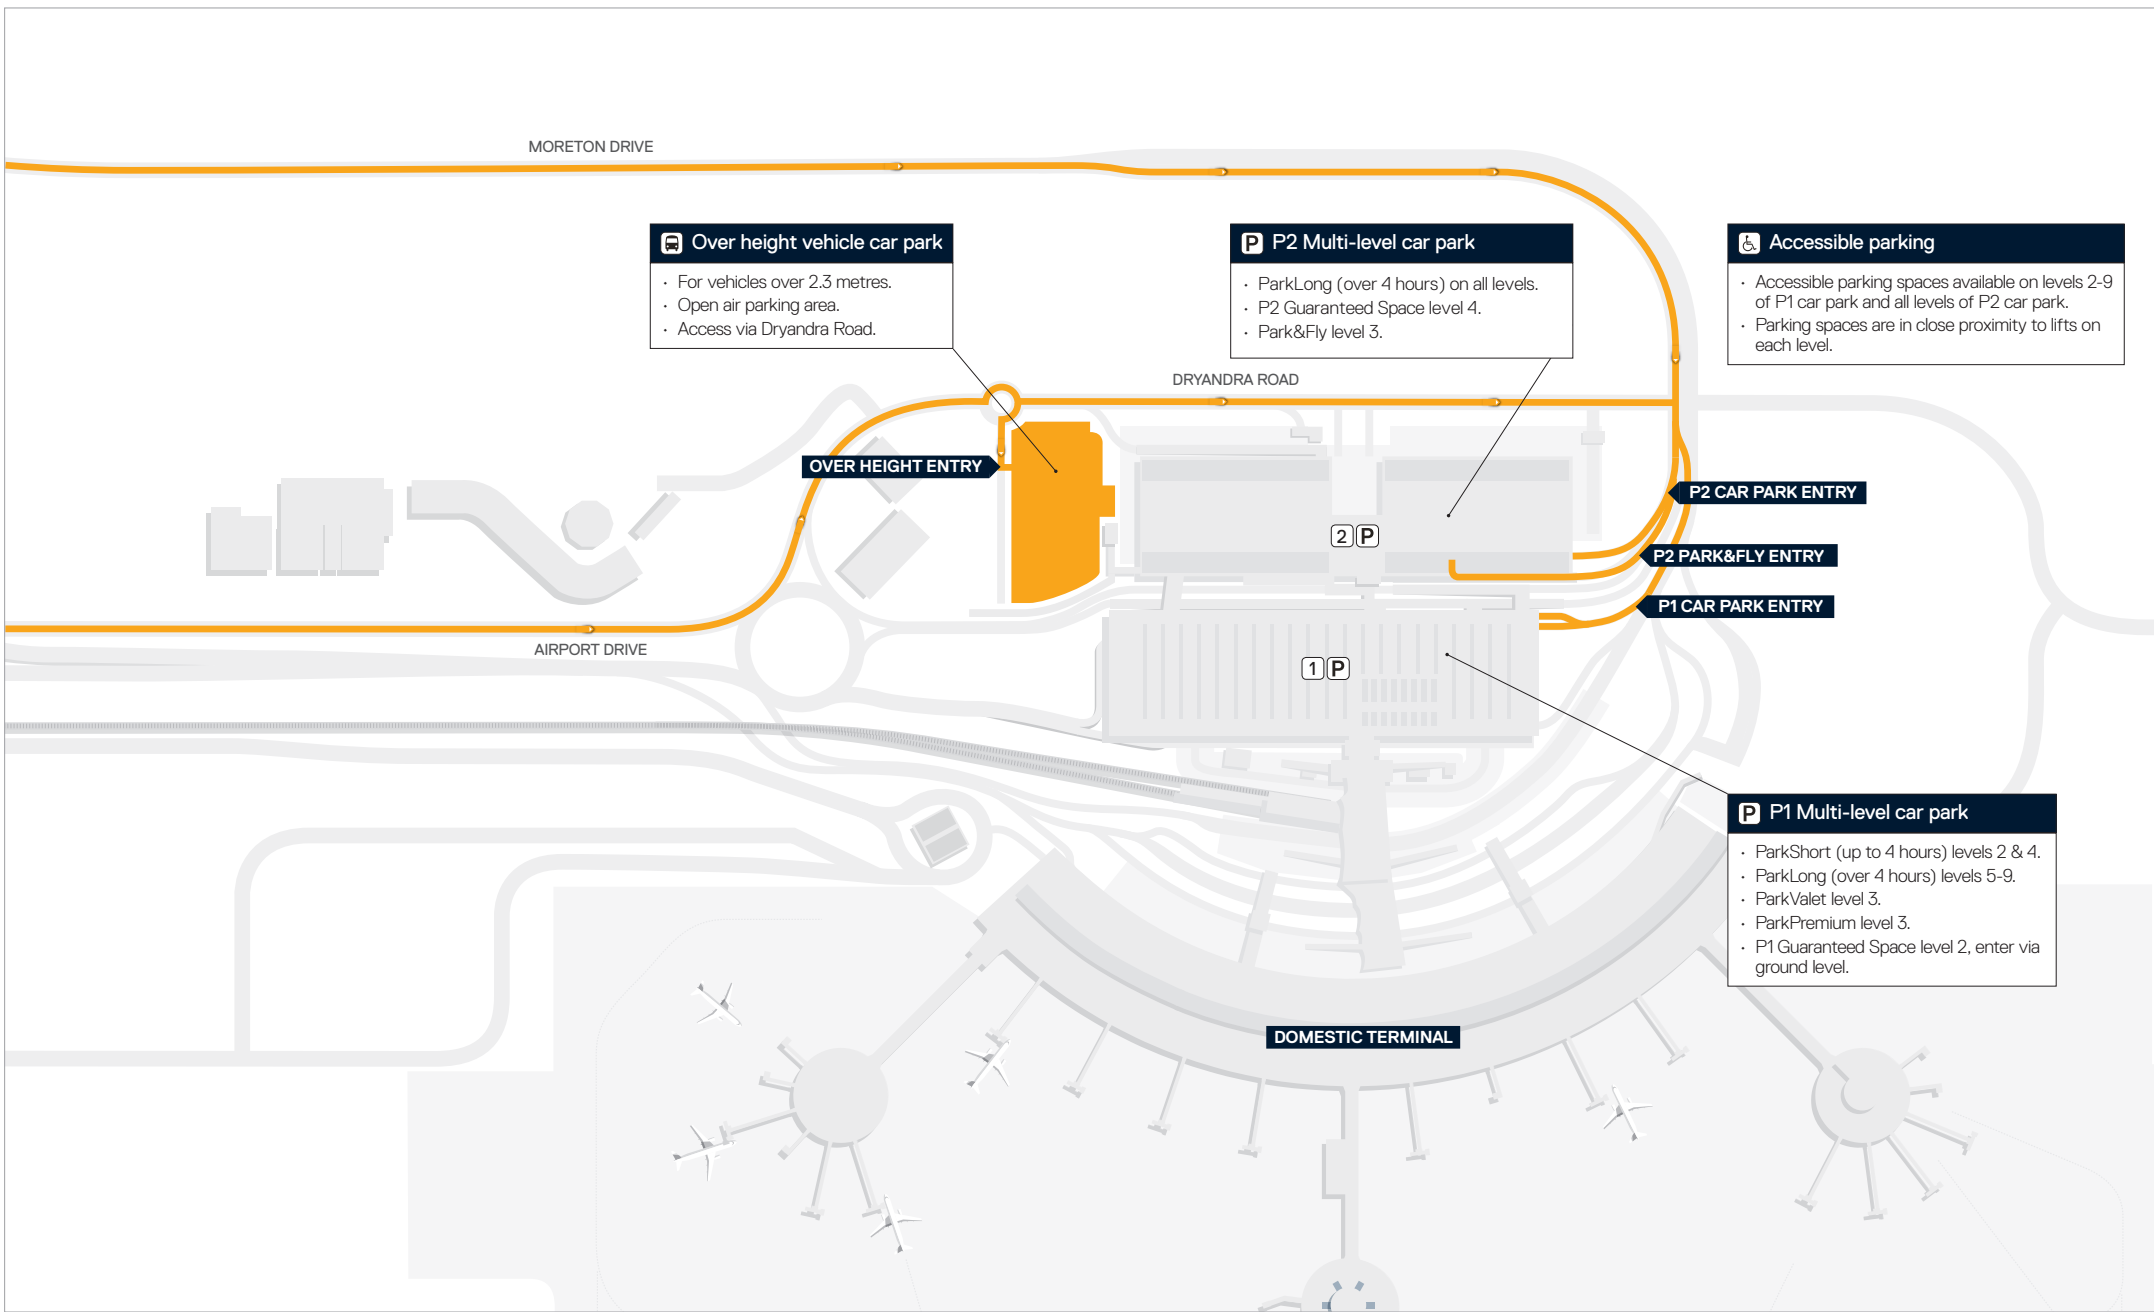 MORETON DRIVE
Over height vehicle car park
· For vehicles over 2.3 metres.
· Open air parking area.
· Access via Dryandra Road.
P P2 Multi-level car park
· ParkLong (over 4 hours) on all levels.
· P2 Guaranteed Space level 4.
· Park&Fly level 3.
Accessible parking
· Accessible parking spaces available on levels 2-9
of P1 car park and all levels of P2 car park.
· Parking spaces are in close proximity to lifts on
each level.
DRYANDRA ROAD
OVER HEIGHT ENTRY
P2 CAR PARK ENTRY
2 P
P2 PARK&FLY ENTRY
P1 CAR PARK ENTRY
AIRPORT DRIVE
1 P
P P1 Multi-level car park
· ParkShort (up to 4 hours) levels 2 & 4.
· ParkLong (over 4 hours) levels 5-9.
· ParkValet level 3.
· ParkPremium level 3.
· P1 Guaranteed Space level 2, enter via
ground level.
DOMESTIC TERMINAL